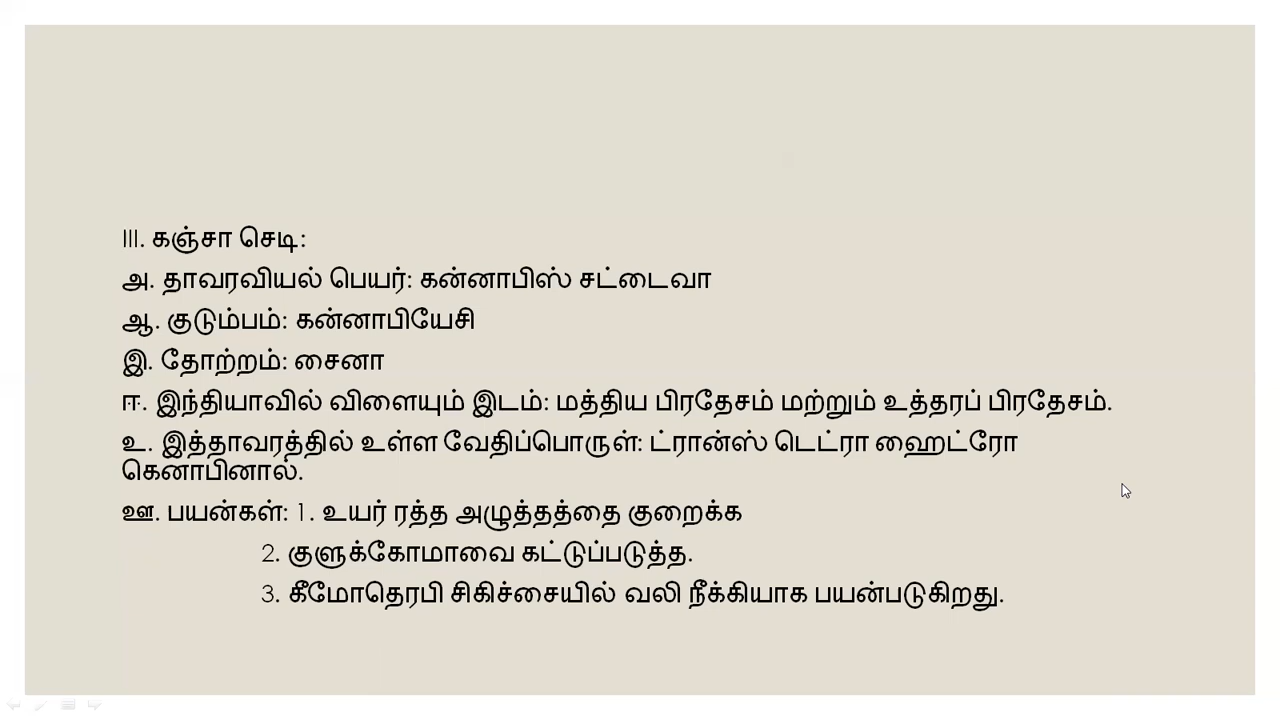 III. கஞ்சா செடி:
அ. தாவரவியல் பெயர்: கன்னாபிஸ் சட்டைவா
ஆ. குடும்பம்: கன்னாபியேசி
இ. தோற்றம்: சைனா
ஈ. இந்தியாவில் விளையும் இடம்: மத்திய பிரதேசம் மற்றும் உத்தரப் பிரதேசம்.
உ. இத்தாவரத்தில் உள்ள வேதிப்பொருள்: ட்ரான்ஸ் டெட்ரா ஹைட்ரோ
கெனாபினால்.
ஊ. பயன்கள்: 1. உயர் ரத்த அழுத்தத்தை குறைக்க
2. குளுக்கோமாவை கட்டுப்படுத்த.
3. கீமோதெரபி சிகிச்சையில் வலி நீக்கியாக பயன்படுகிறது.